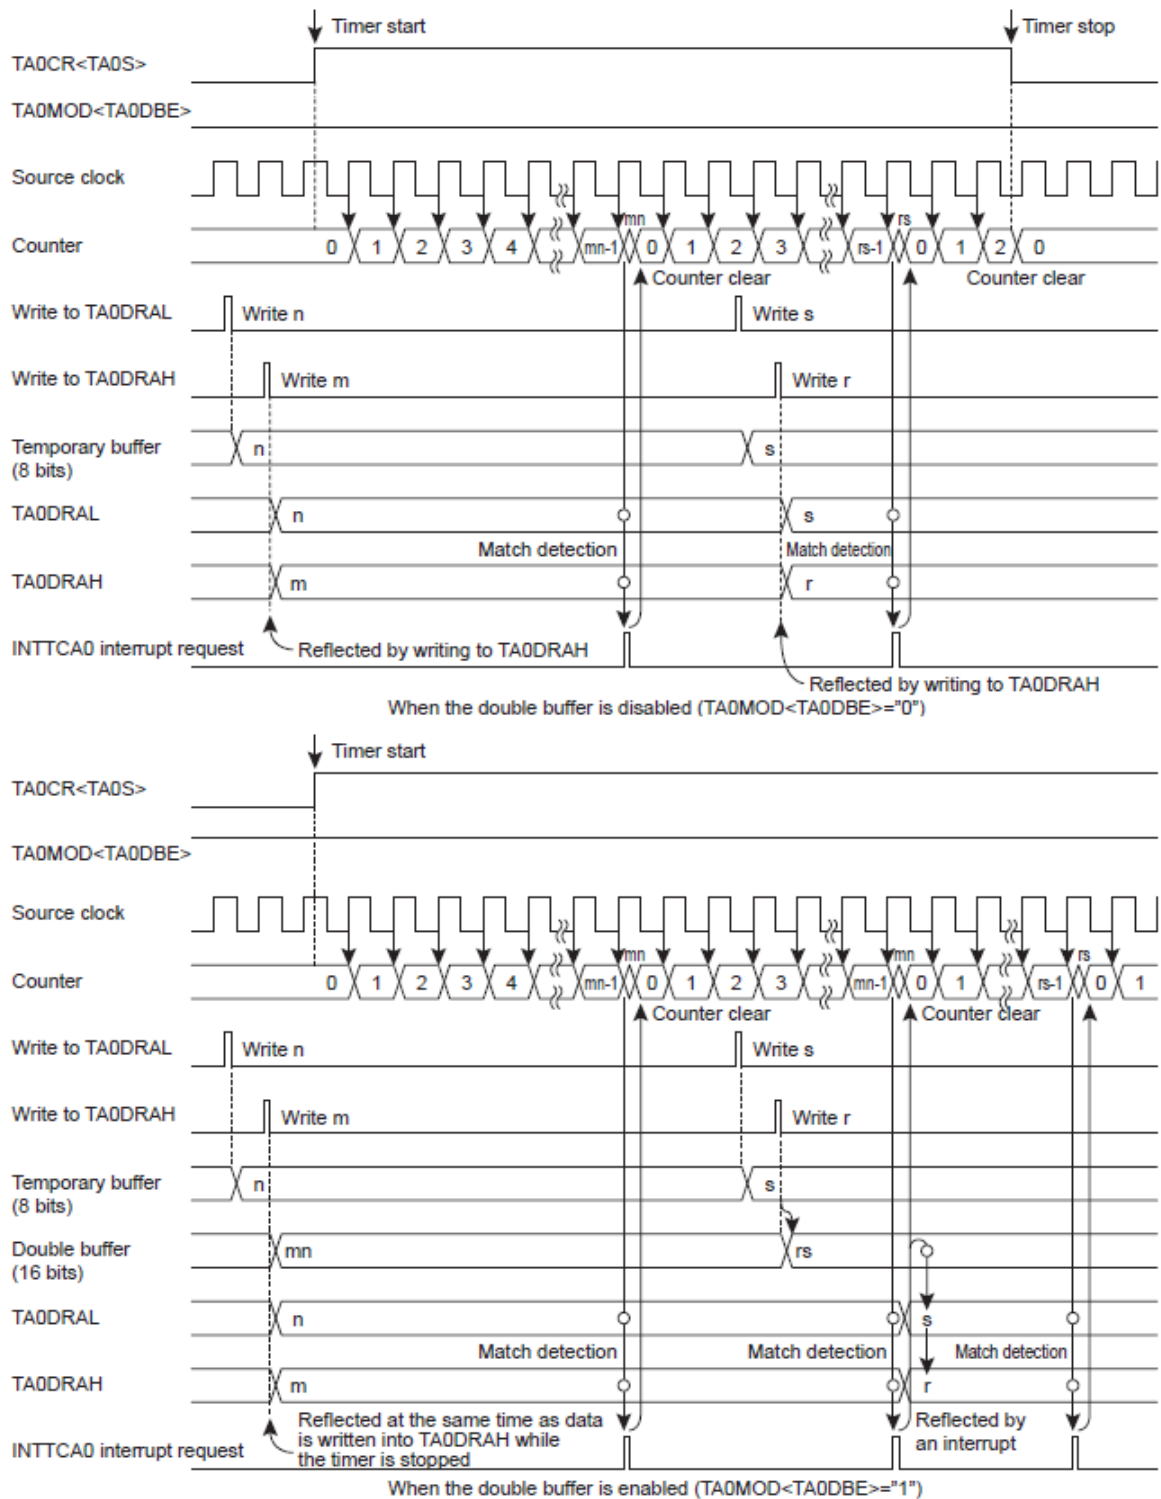 Timer start
Timer stop
TA0CR<TA0S>
TA0MOD<TA0DBE>
Source clock
mn
rs
Counter
0 1 2 3 4 mn-1 0 1 2 3 rs-1 0 1 2 0
Counter clear
Counter clear
Write to TA0DRAL
Write n
Write s
Write to TA0DRAH
Write m
Write r
Temporary buffer
(8 bits)
n
s
TA0DRAL
n
s
Match detection
Match detection
TA0DRAH
m
r
INTTCA0 interrupt request
Reflected by writing to TA0DRAH
Reflected by writing to TA0DRAH
When the double buffer is disabled (TA0MOD<TA0DBE>="0")
Timer start
TA0CR<TA0S>
TA0MOD<TA0DBE>
Source clock
mn
mn
rs
Counter
0 1 2 3 4 mn-1 0 1 2 3 mn-1 0 1 rs-1 0 1
Counter clear
Counter clear
Write to TA0DRAL
Write n
Write s
Write to TA0DRAH
Write m
Write r
Temporary buffer
(8 bits)
n
s
Double buffer
(16 bits)
mn
rs
TA0DRAL
n
s
Match detection
Match detection
Match detection
TA0DRAH
m
r
Reflected at the same time as data
is written into TA0DRAH while
the timer is stopped
Reflected by
an interrupt
INTTCA0 interrupt request
When the double buffer is enabled (TA0MOD<TA0DBE>="1")